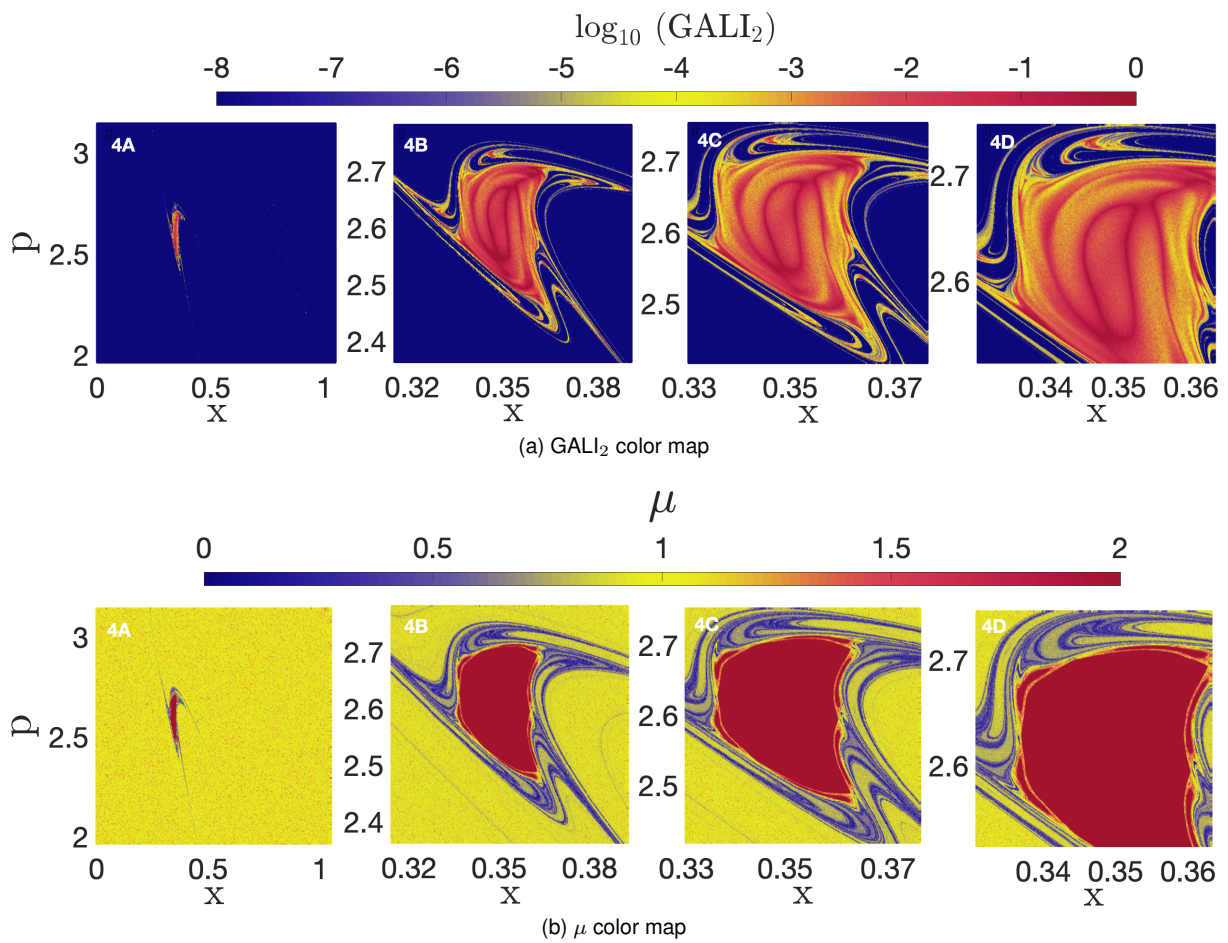 log₁₀ (GALI₂)
-8 -7 -6 -5 -4 -3 -2 -1 0
4A 4B 4C 4D
p
3 2.5 2
2.7 2.6 2.5 2.4
2.7 2.6 2.5
2.7 2.6
0 0.5 1 0.32 0.35 0.38 0.33 0.35 0.37 0.34 0.35 0.36
x x x x
(a) GALI₂ color map
μ
0 0.5 1 1.5 2
4A 4B 4C 4D
p
3 2.5 2
2.7 2.6 2.5 2.4
2.7 2.6 2.5
2.7 2.6
0 0.5 1 0.32 0.35 0.38 0.33 0.35 0.37 0.34 0.35 0.36
x x x x
(b) μ color map